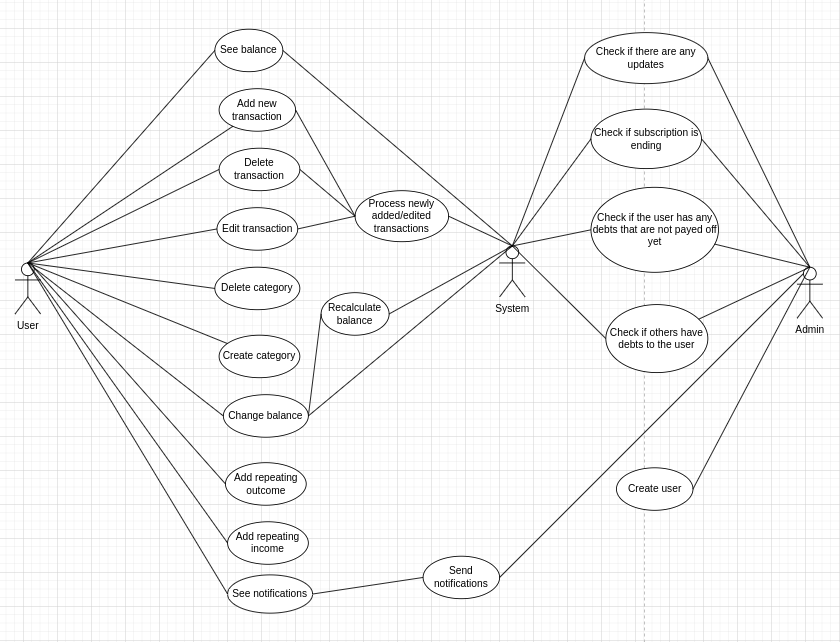 See balance
Add new
transaction
Delete
transaction
Edit transaction
Process newly
added/edited
transactions
Delete category
Recalculate
balance
Create category
Change balance
Add repeating
outcome
Add repeating
income
See notifications
Send
notifications
User
System
Check if there are any
updates
Check if subscription is
ending
Check if the user has any
debts that are not payed off
yet
Check if others have
debts to the user
Create user
Admin